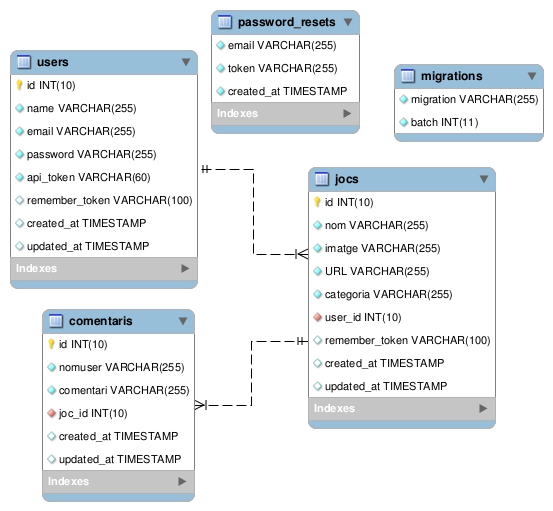 password_resets
email VARCHAR(255)
token VARCHAR(255)
created_at TIMESTAMP
Indexes
users
id INT(10)
name VARCHAR(255)
email VARCHAR(255)
password VARCHAR(255)
api_token VARCHAR(60)
remember_token VARCHAR(100)
created_at TIMESTAMP
updated_at TIMESTAMP
Indexes
migrations
migration VARCHAR(255)
batch INT(11)
jocs
id INT(10)
nom VARCHAR(255)
imatge VARCHAR(255)
URL VARCHAR(255)
categoria VARCHAR(255)
user_id INT(10)
remember_token VARCHAR(100)
created_at TIMESTAMP
updated_at TIMESTAMP
Indexes
comentaris
id INT(10)
nomuser VARCHAR(255)
comentari VARCHAR(255)
joc_id INT(10)
created_at TIMESTAMP
updated_at TIMESTAMP
Indexes